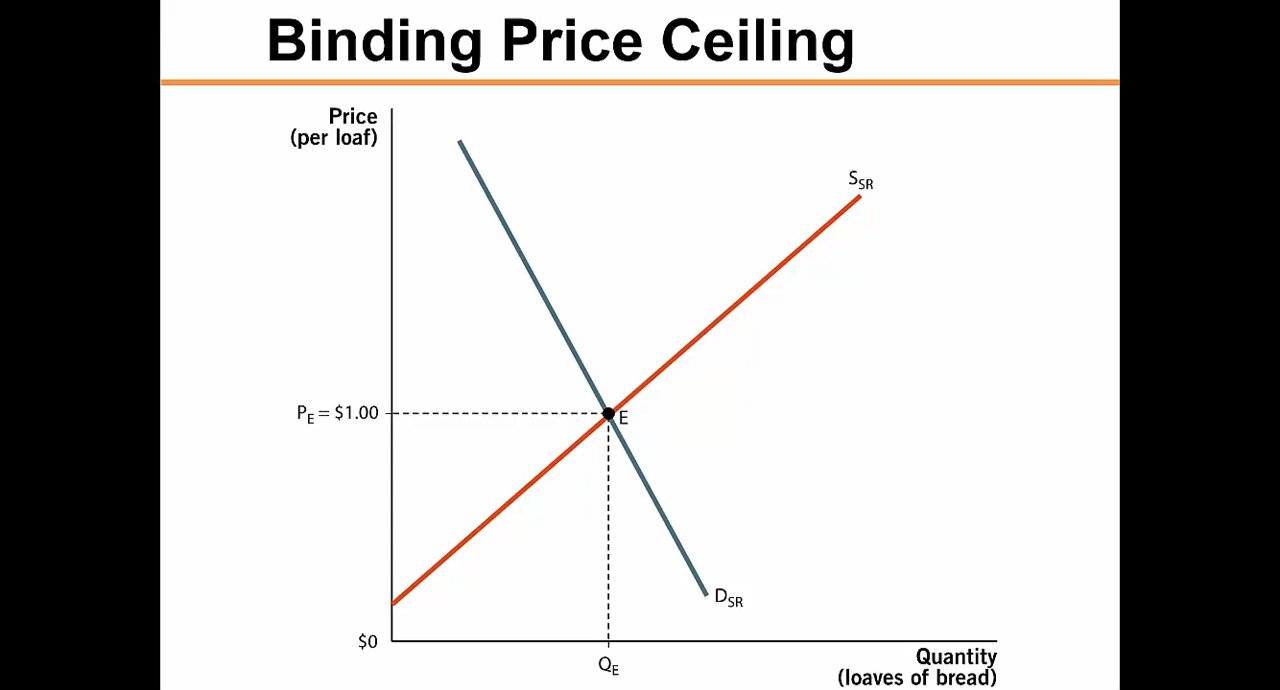 Binding Price Ceiling
Price
(per loaf)
S_SR
P_E = $1.00
E
D_SR
$0
Q_E
Quantity
(loaves of bread)